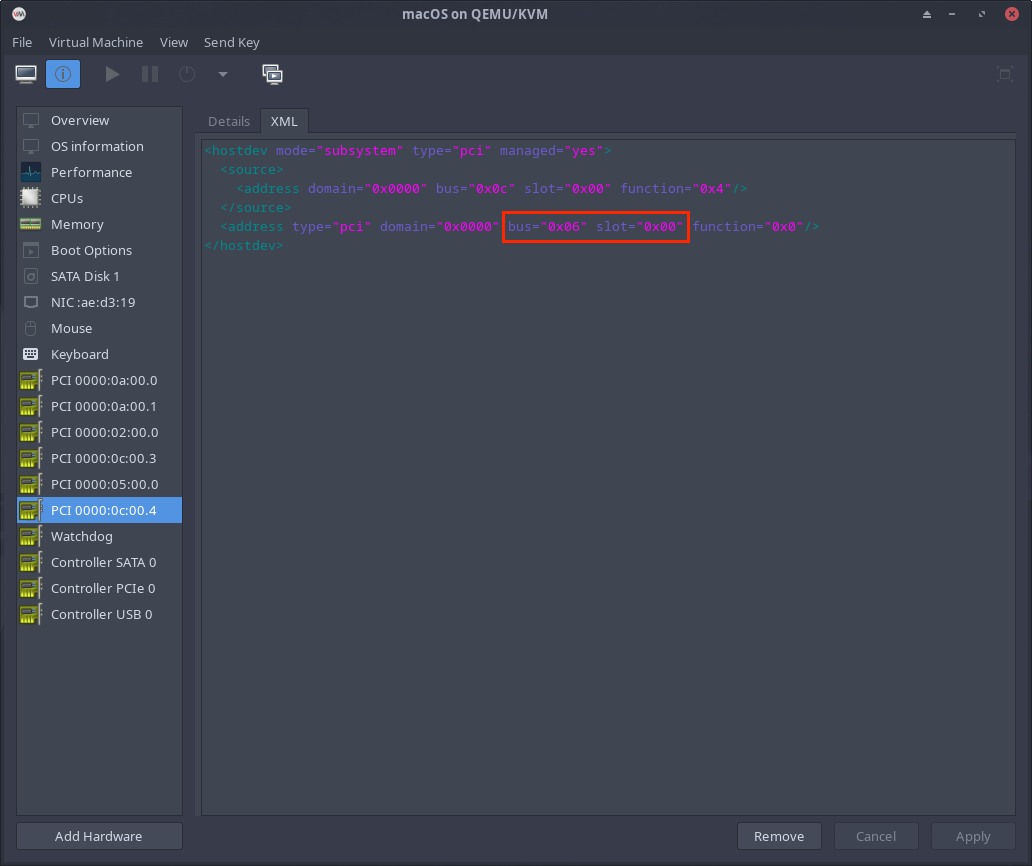 macOS on QEMU/KVM
File Virtual Machine View Send Key
Overview
OS information
Performance
CPUs
Memory
Boot Options
SATA Disk 1
NIC :ae:d3:19
Mouse
Keyboard
PCI 0000:0a:00.0
PCI 0000:0a:00.1
PCI 0000:02:00.0
PCI 0000:0c:00.3
PCI 0000:05:00.0
PCI 0000:0c:00.4
Watchdog
Controller SATA 0
Controller PCIe 0
Controller USB 0
Add Hardware
Details XML
<hostdev mode="subsystem" type="pci" managed="yes">
<source>
<address domain="0x0000" bus="0x0c" slot="0x00" function="0x4"/>
</source>
<address type="pci" domain="0x0000" bus="0x06" slot="0x00" function="0x0"/>
</hostdev>
Remove Cancel Apply